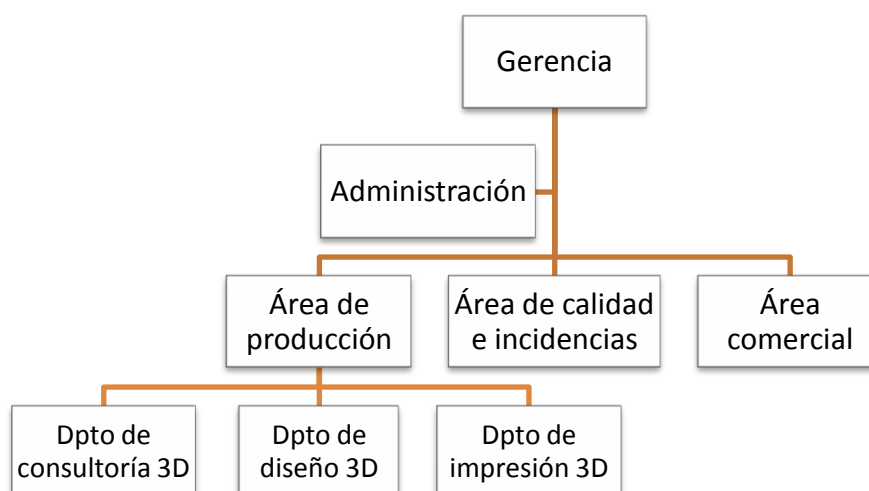 Gerencia
Administración
Área de
producción
Área de calidad
e incidencias
Área
comercial
Dpto de
consultoría 3D
Dpto de
diseño 3D
Dpto de
impresión 3D